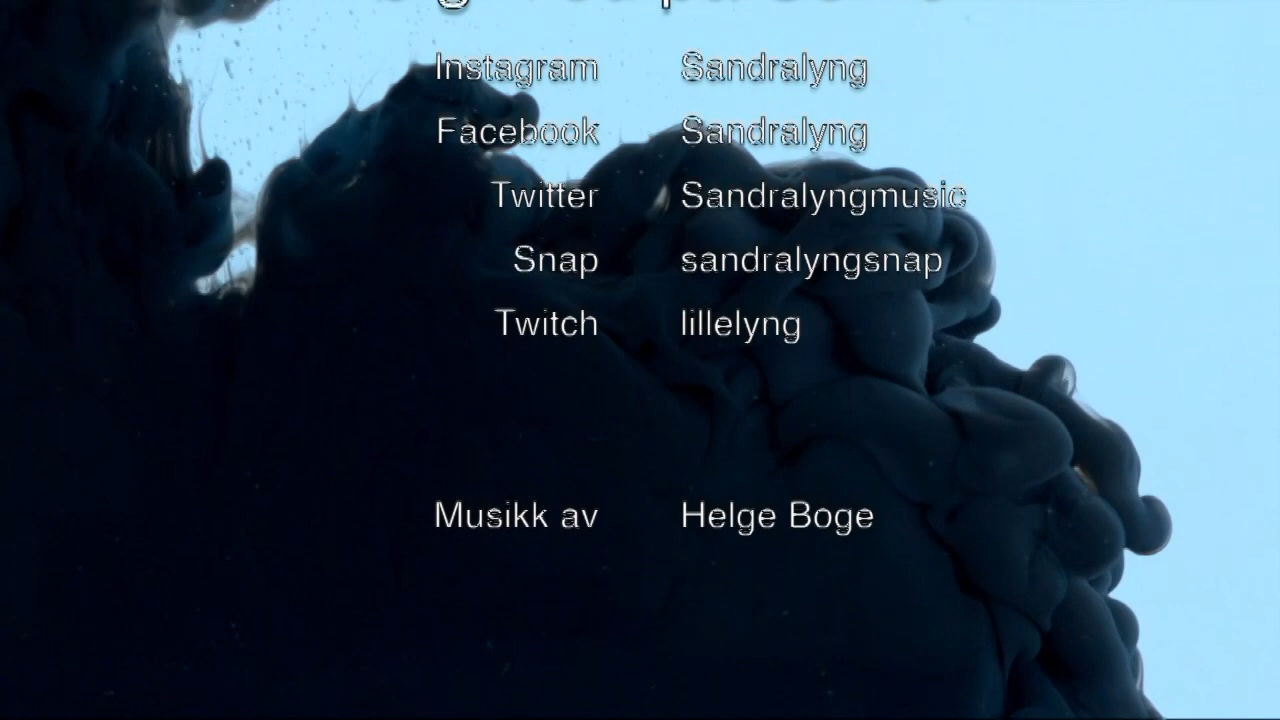 Instagram Sandralyng
Facebook Sandralyng
Twitter Sandralyngmusic
Snap sandralyngsnap
Twitch lillelyng
Musikk av Helge Boge